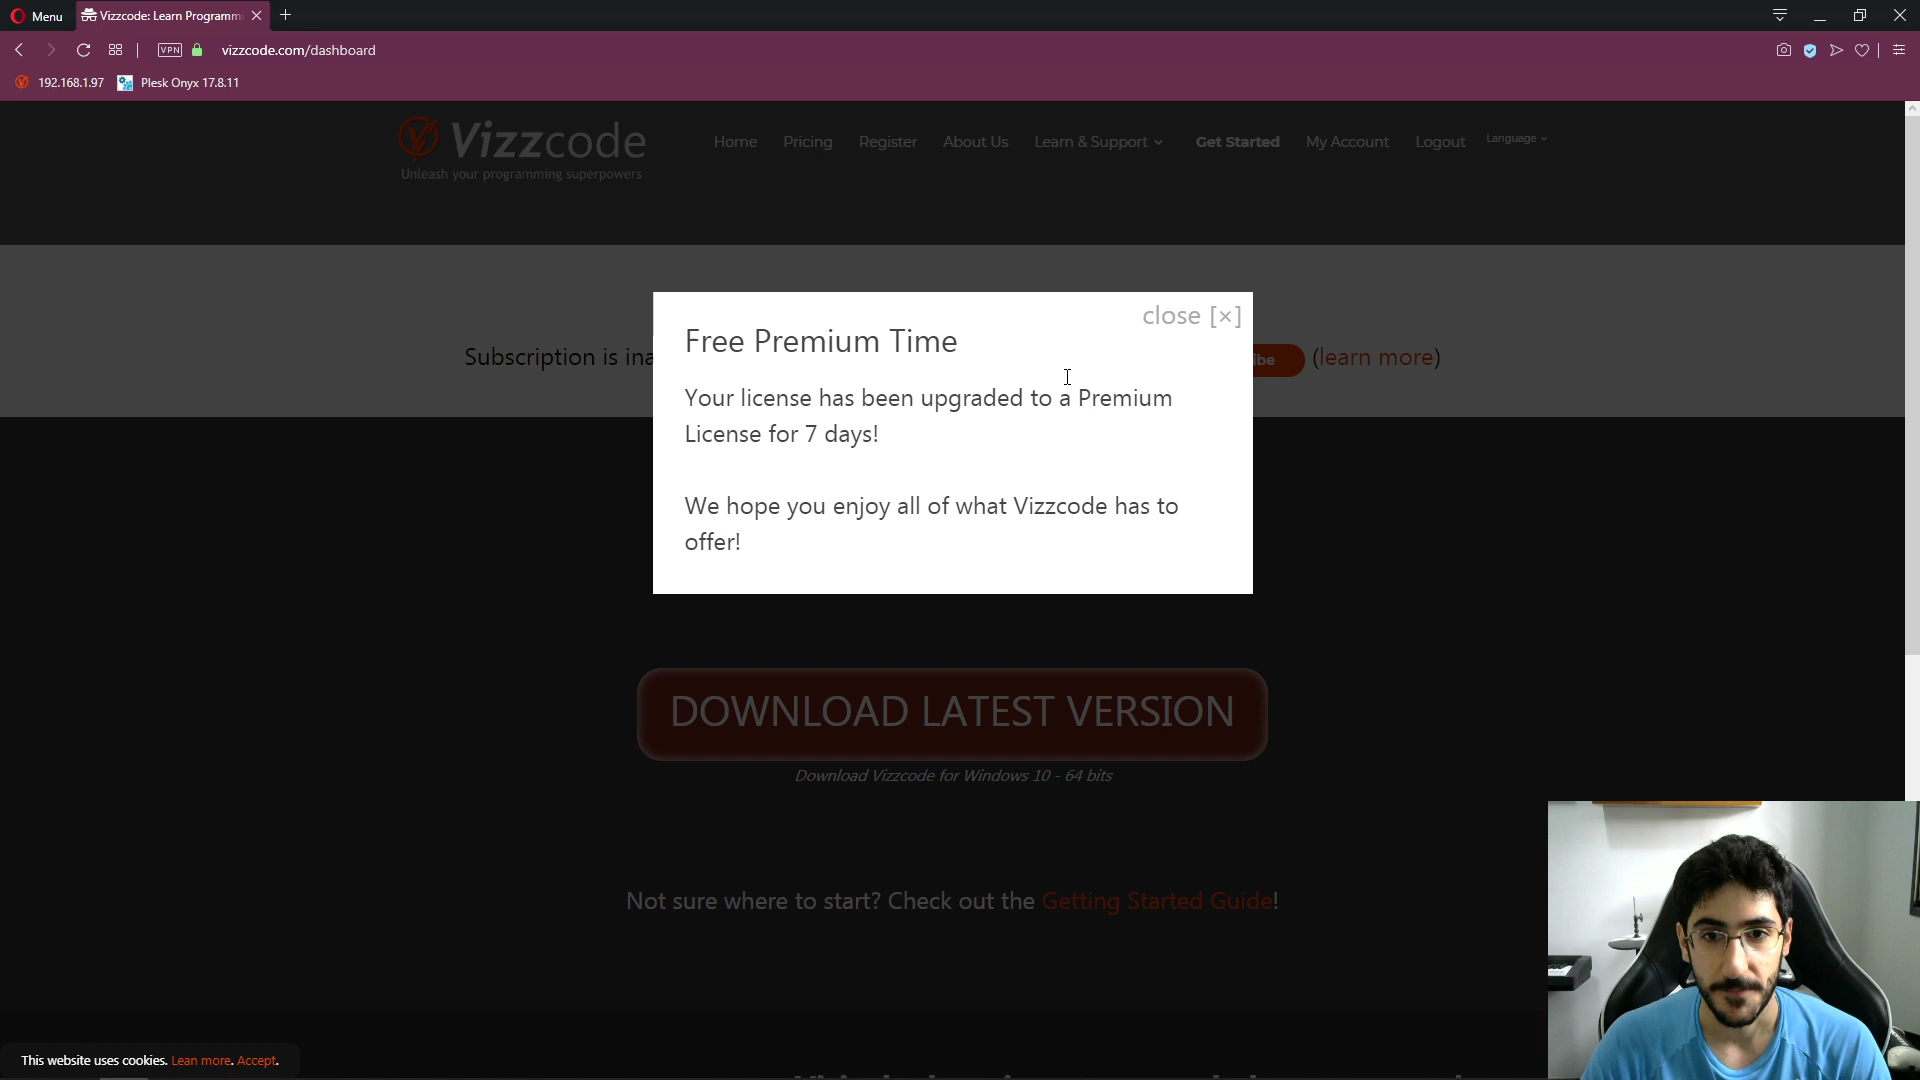 Menu
Vizzcode: Learn Programm
VPN
vizzcode.com/dashboard
192.168.1.97
Plesk Onyx 17.8.11
Vizzcode
Unleash your programming superpowers
Home
Pricing
Register
About Us
Learn & Support
Get Started
My Account
Logout
Language
close [×]
Free Premium Time
Subscription is ina
ibe
(learn more)
Your license has been upgraded to a Premium
License for 7 days!
We hope you enjoy all of what Vizzcode has to
offer!
DOWNLOAD LATEST VERSION
Download Vizzcode for Windows 10 - 64 bits
Not sure where to start? Check out the Getting Started Guide!
This website uses cookies. Lean more. Accept.